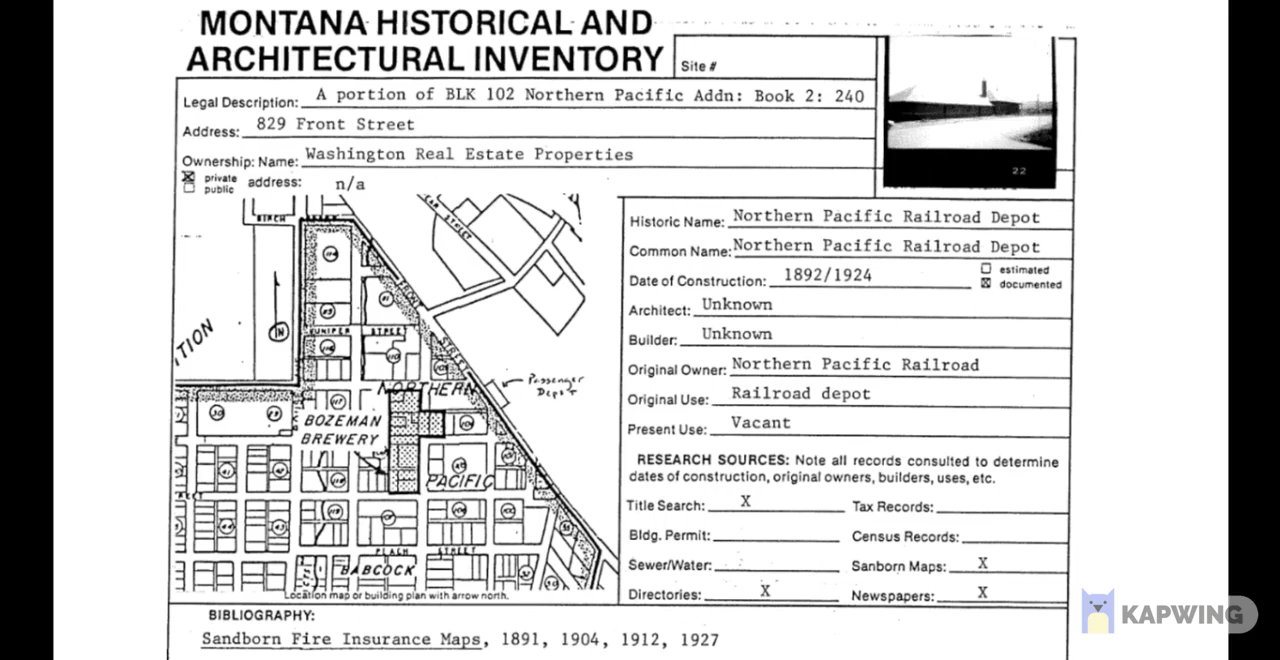 MONTANA HISTORICAL AND
ARCHITECTURAL INVENTORY
Site #
Legal Description: A portion of BLK 102 Northern Pacific Addn: Book 2: 240
Address: 829 Front Street
Ownership: Name: Washington Real Estate Properties
private
public
address: n/a
22
BIRCH
CEDAR STREET
FRONT
STREET
JUNIPER STREET
N
Passenger
Depot
NORTHERN
BOZEMAN
BREWERY
PACIFIC
PEACH STREET
BABCOCK
Location map or building plan with arrow north.
Historic Name: Northern Pacific Railroad Depot
Common Name: Northern Pacific Railroad Depot
Date of Construction: 1892/1924
estimated
documented
Architect: Unknown
Builder: Unknown
Original Owner: Northern Pacific Railroad
Original Use: Railroad depot
Present Use: Vacant
RESEARCH SOURCES: Note all records consulted to determine
dates of construction, original owners, builders, uses, etc.
Title Search: X Tax Records:
Bldg. Permit: Census Records:
Sewer/Water: Sanborn Maps: X
Directories: X Newspapers: X
BIBLIOGRAPHY:
Sandborn Fire Insurance Maps, 1891, 1904, 1912, 1927
KAPWING